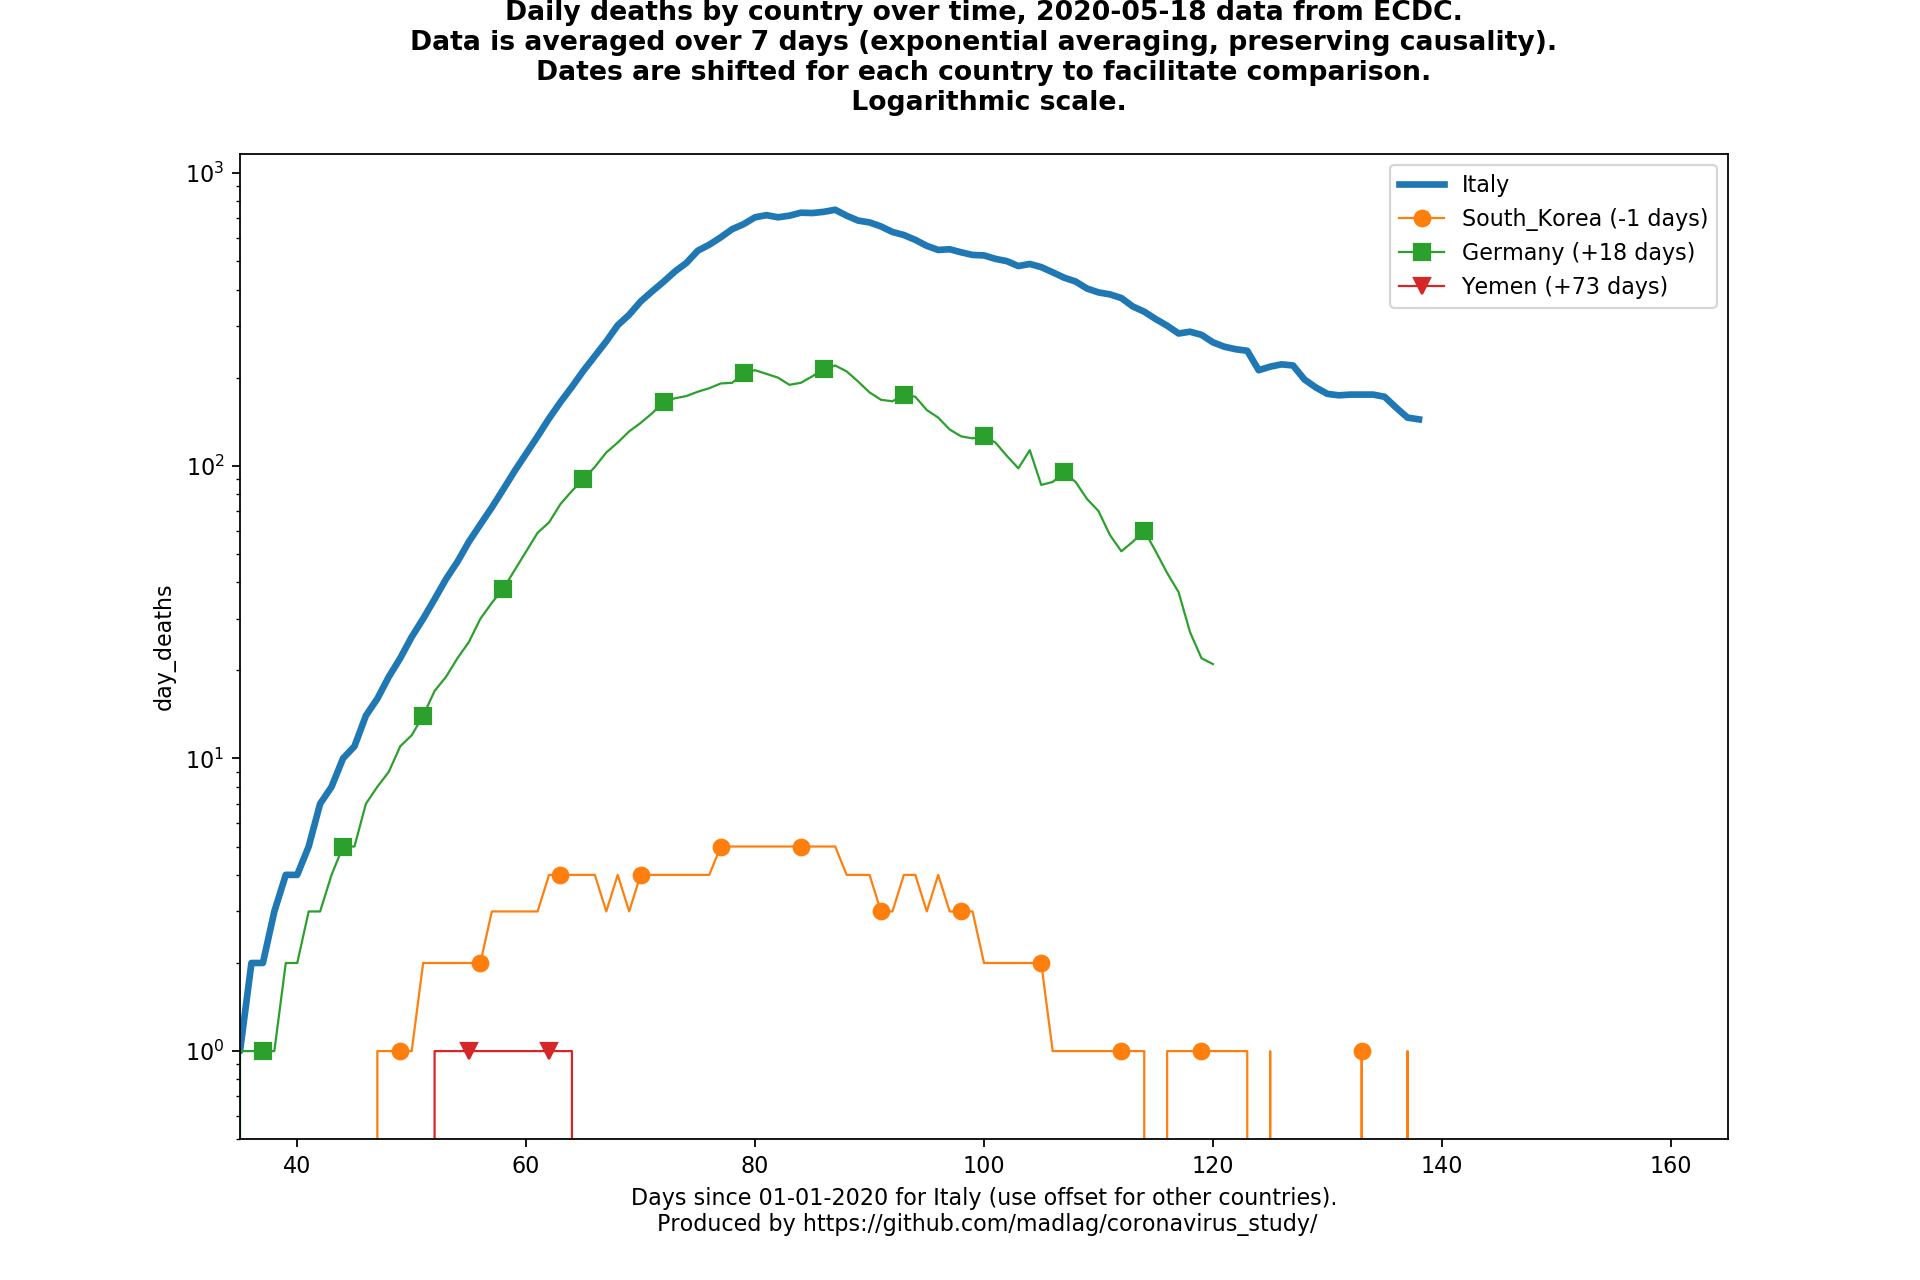 Daily deaths by country over time, 2020-05-18 data from ECDC.
Data is averaged over 7 days (exponential averaging, preserving causality).
Dates are shifted for each country to facilitate comparison.
Logarithmic scale.
10³
10²
10¹
10⁰
day_deaths
Italy
South_Korea (-1 days)
Germany (+18 days)
Yemen (+73 days)
40 60 80 100 120 140 160
Days since 01-01-2020 for Italy (use offset for other countries).
Produced by https://github.com/madlag/coronavirus_study/